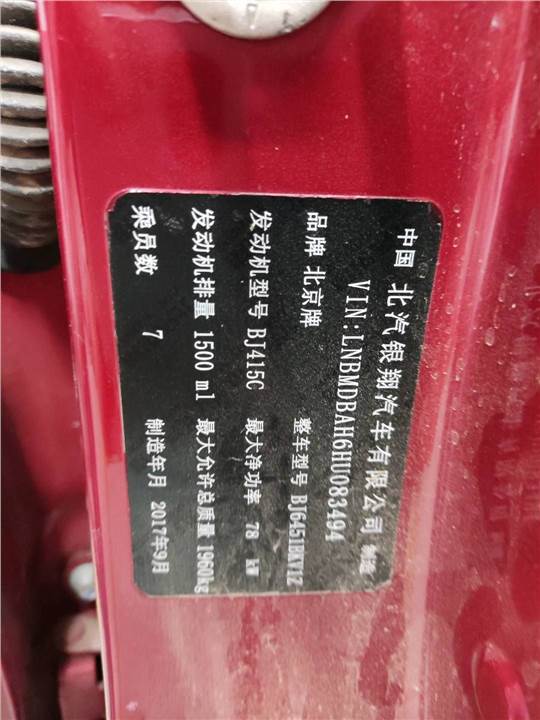 中国 北汽银翔汽车有限公司 制造
VIN:LNBMDBAH6HU083494
品牌 北京牌 整车型号 BJ6451BKV1Z
发动机型号 BJ415C 最大净功率 78 kW
发动机排量 1500 ml 最大允许总质量 1960kg
乘员数 7 制造年月 2017年9月